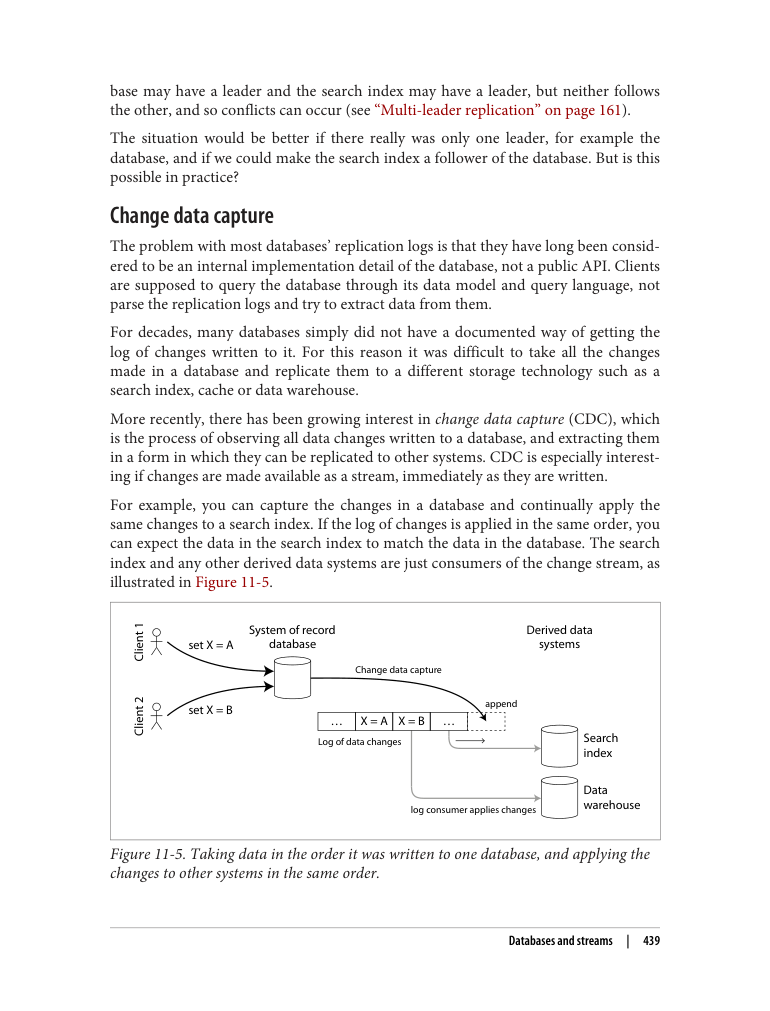 base may have a leader and the search index may have a leader, but neither follows
the other, and so conflicts can occur (see “Multi-leader replication” on page 161).
The situation would be better if there really was only one leader, for example the
database, and if we could make the search index a follower of the database. But is this
possible in practice?
Change data capture
The problem with most databases’ replication logs is that they have long been consid-
ered to be an internal implementation detail of the database, not a public API. Clients
are supposed to query the database through its data model and query language, not
parse the replication logs and try to extract data from them.
For decades, many databases simply did not have a documented way of getting the
log of changes written to it. For this reason it was difficult to take all the changes
made in a database and replicate them to a different storage technology such as a
search index, cache or data warehouse.
More recently, there has been growing interest in change data capture (CDC), which
is the process of observing all data changes written to a database, and extracting them
in a form in which they can be replicated to other systems. CDC is especially interest-
ing if changes are made available as a stream, immediately as they are written.
For example, you can capture the changes in a database and continually apply the
same changes to a search index. If the log of changes is applied in the same order, you
can expect the data in the search index to match the data in the database. The search
index and any other derived data systems are just consumers of the change stream, as
illustrated in Figure 11-5.
Client 1
set X = A
System of record
database
Derived data
systems
Change data capture
Client 2
set X = B
append
… X = A X = B …
Log of data changes
Search
index
Data
warehouse
log consumer applies changes
Figure 11-5. Taking data in the order it was written to one database, and applying the
changes to other systems in the same order.
Databases and streams | 439